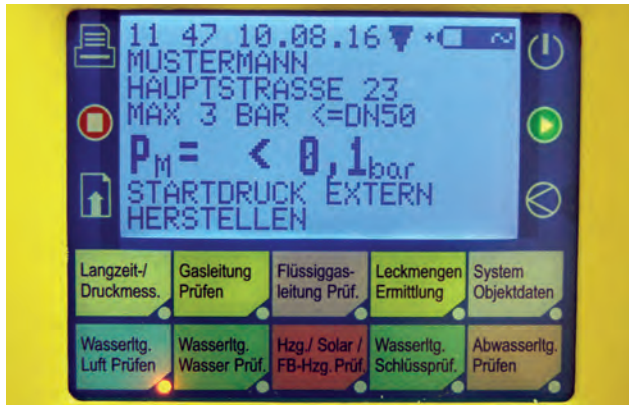 11 47 10.08.16
MUSTERMANN
HAUPTSTRASSE 23
MAX 3 BAR <=DN50
PM= < 0,1bar
STARTDRUCK EXTERN
HERSTELLEN
Langzeit-/
Druckmess.
Gasleitung
Prüfen
Flüssiggas-
leitung Prüf.
Leckmengen
Ermittlung
System
Objektdaten
Wasserltg.
Luft Prüfen
Wasserltg.
Wasser Prüf.
Hzg./ Solar /
FB-Hzg. Prüf.
Wasserltg.
Schlüssprüf.
Abwasserltg.
Prüfen